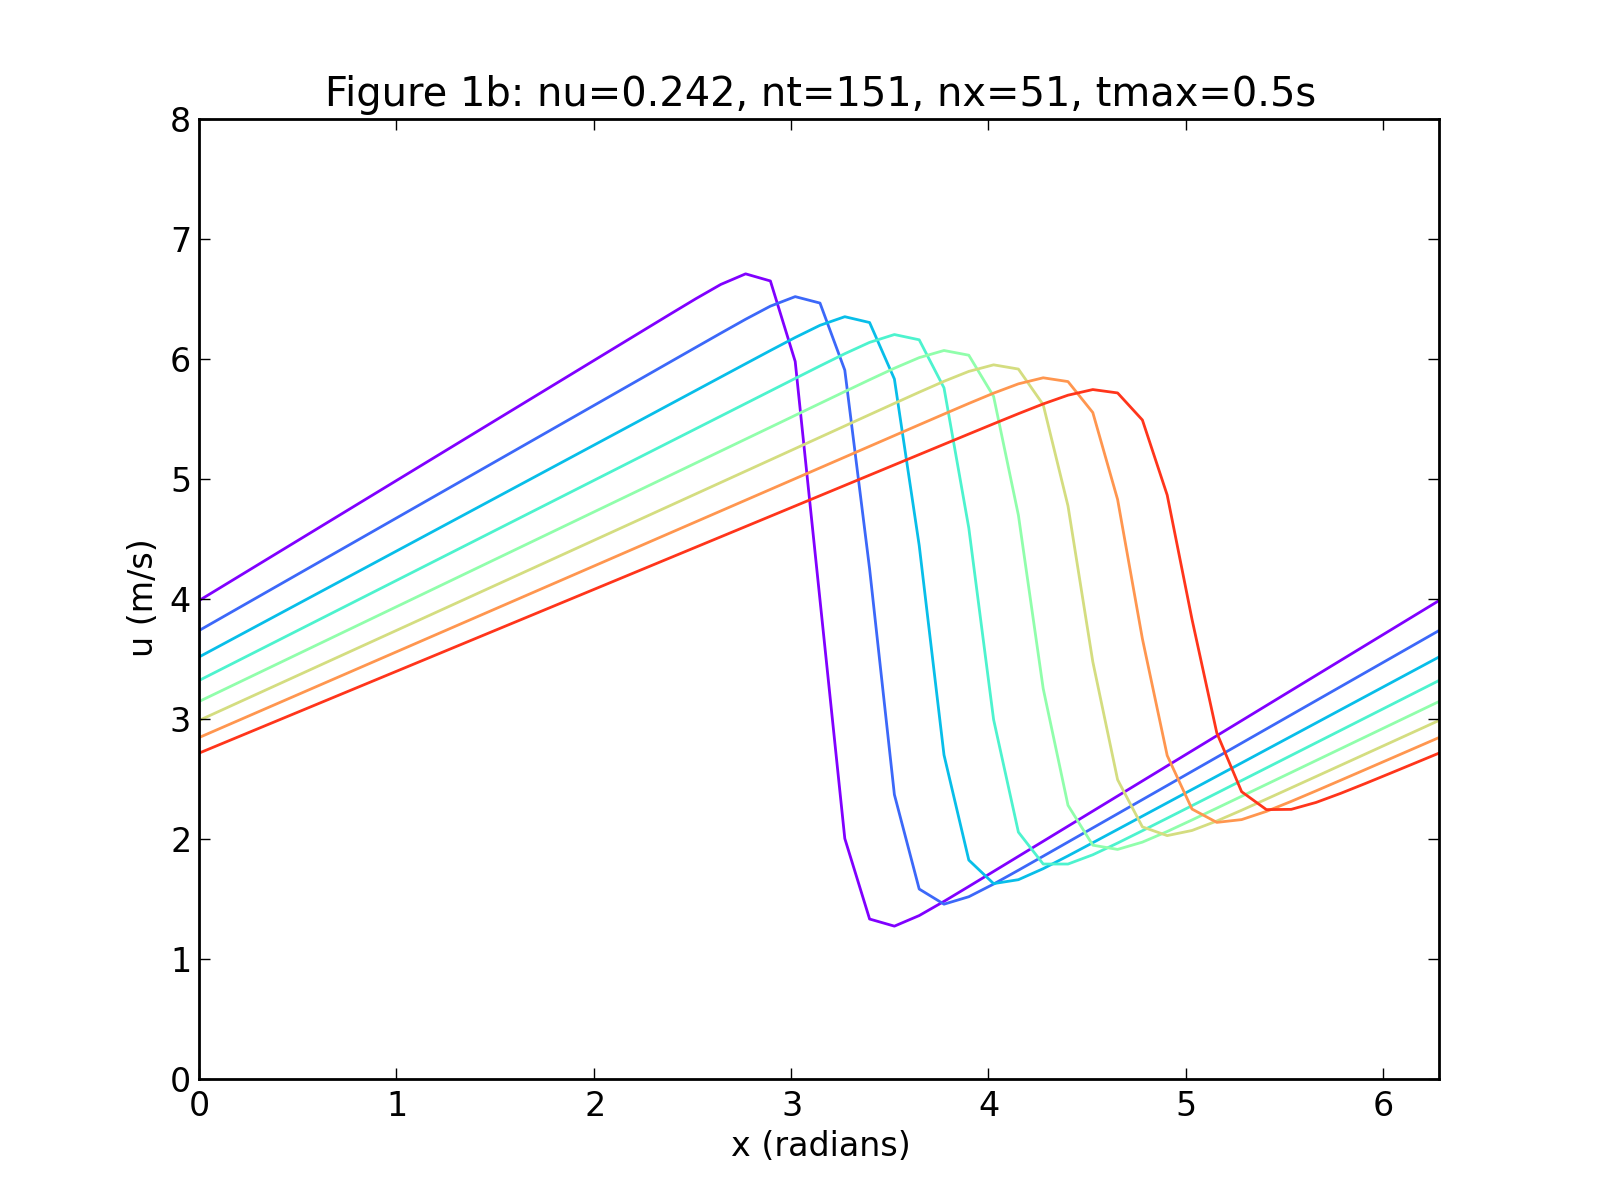 Figure 1b: nu=0.242, nt=151, nx=51, tmax=0.5s
8
7
6
5
4
3
2
1
0
u (m/s)
0 1 2 3 4 5 6
x (radians)